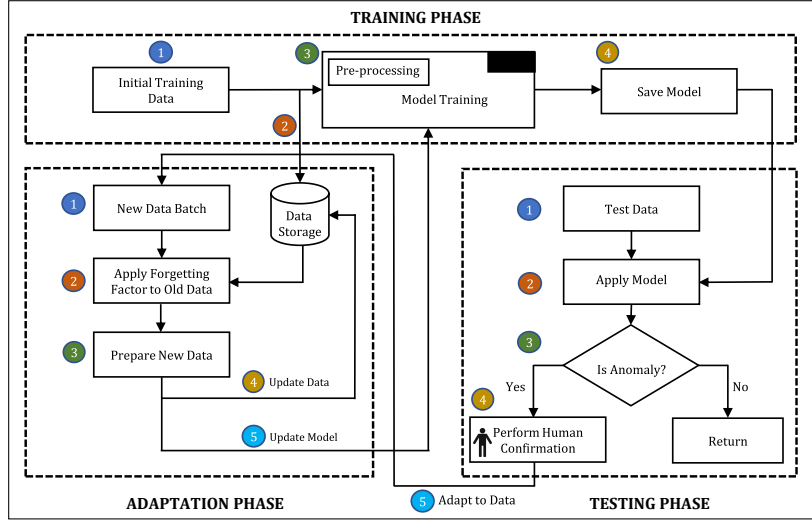 TRAINING PHASE
1
3
4
Initial Training
Data
Pre-processing
Model Training
Save Model
2
1
New Data Batch
Data
Storage
2
Apply Forgetting
Factor to Old Data
3
Prepare New Data
4 Update Data
5 Update Model
ADAPTATION PHASE
1
Test Data
2
Apply Model
3
Is Anomaly?
Yes
No
4
Perform Human
Confirmation
Return
5 Adapt to Data
TESTING PHASE